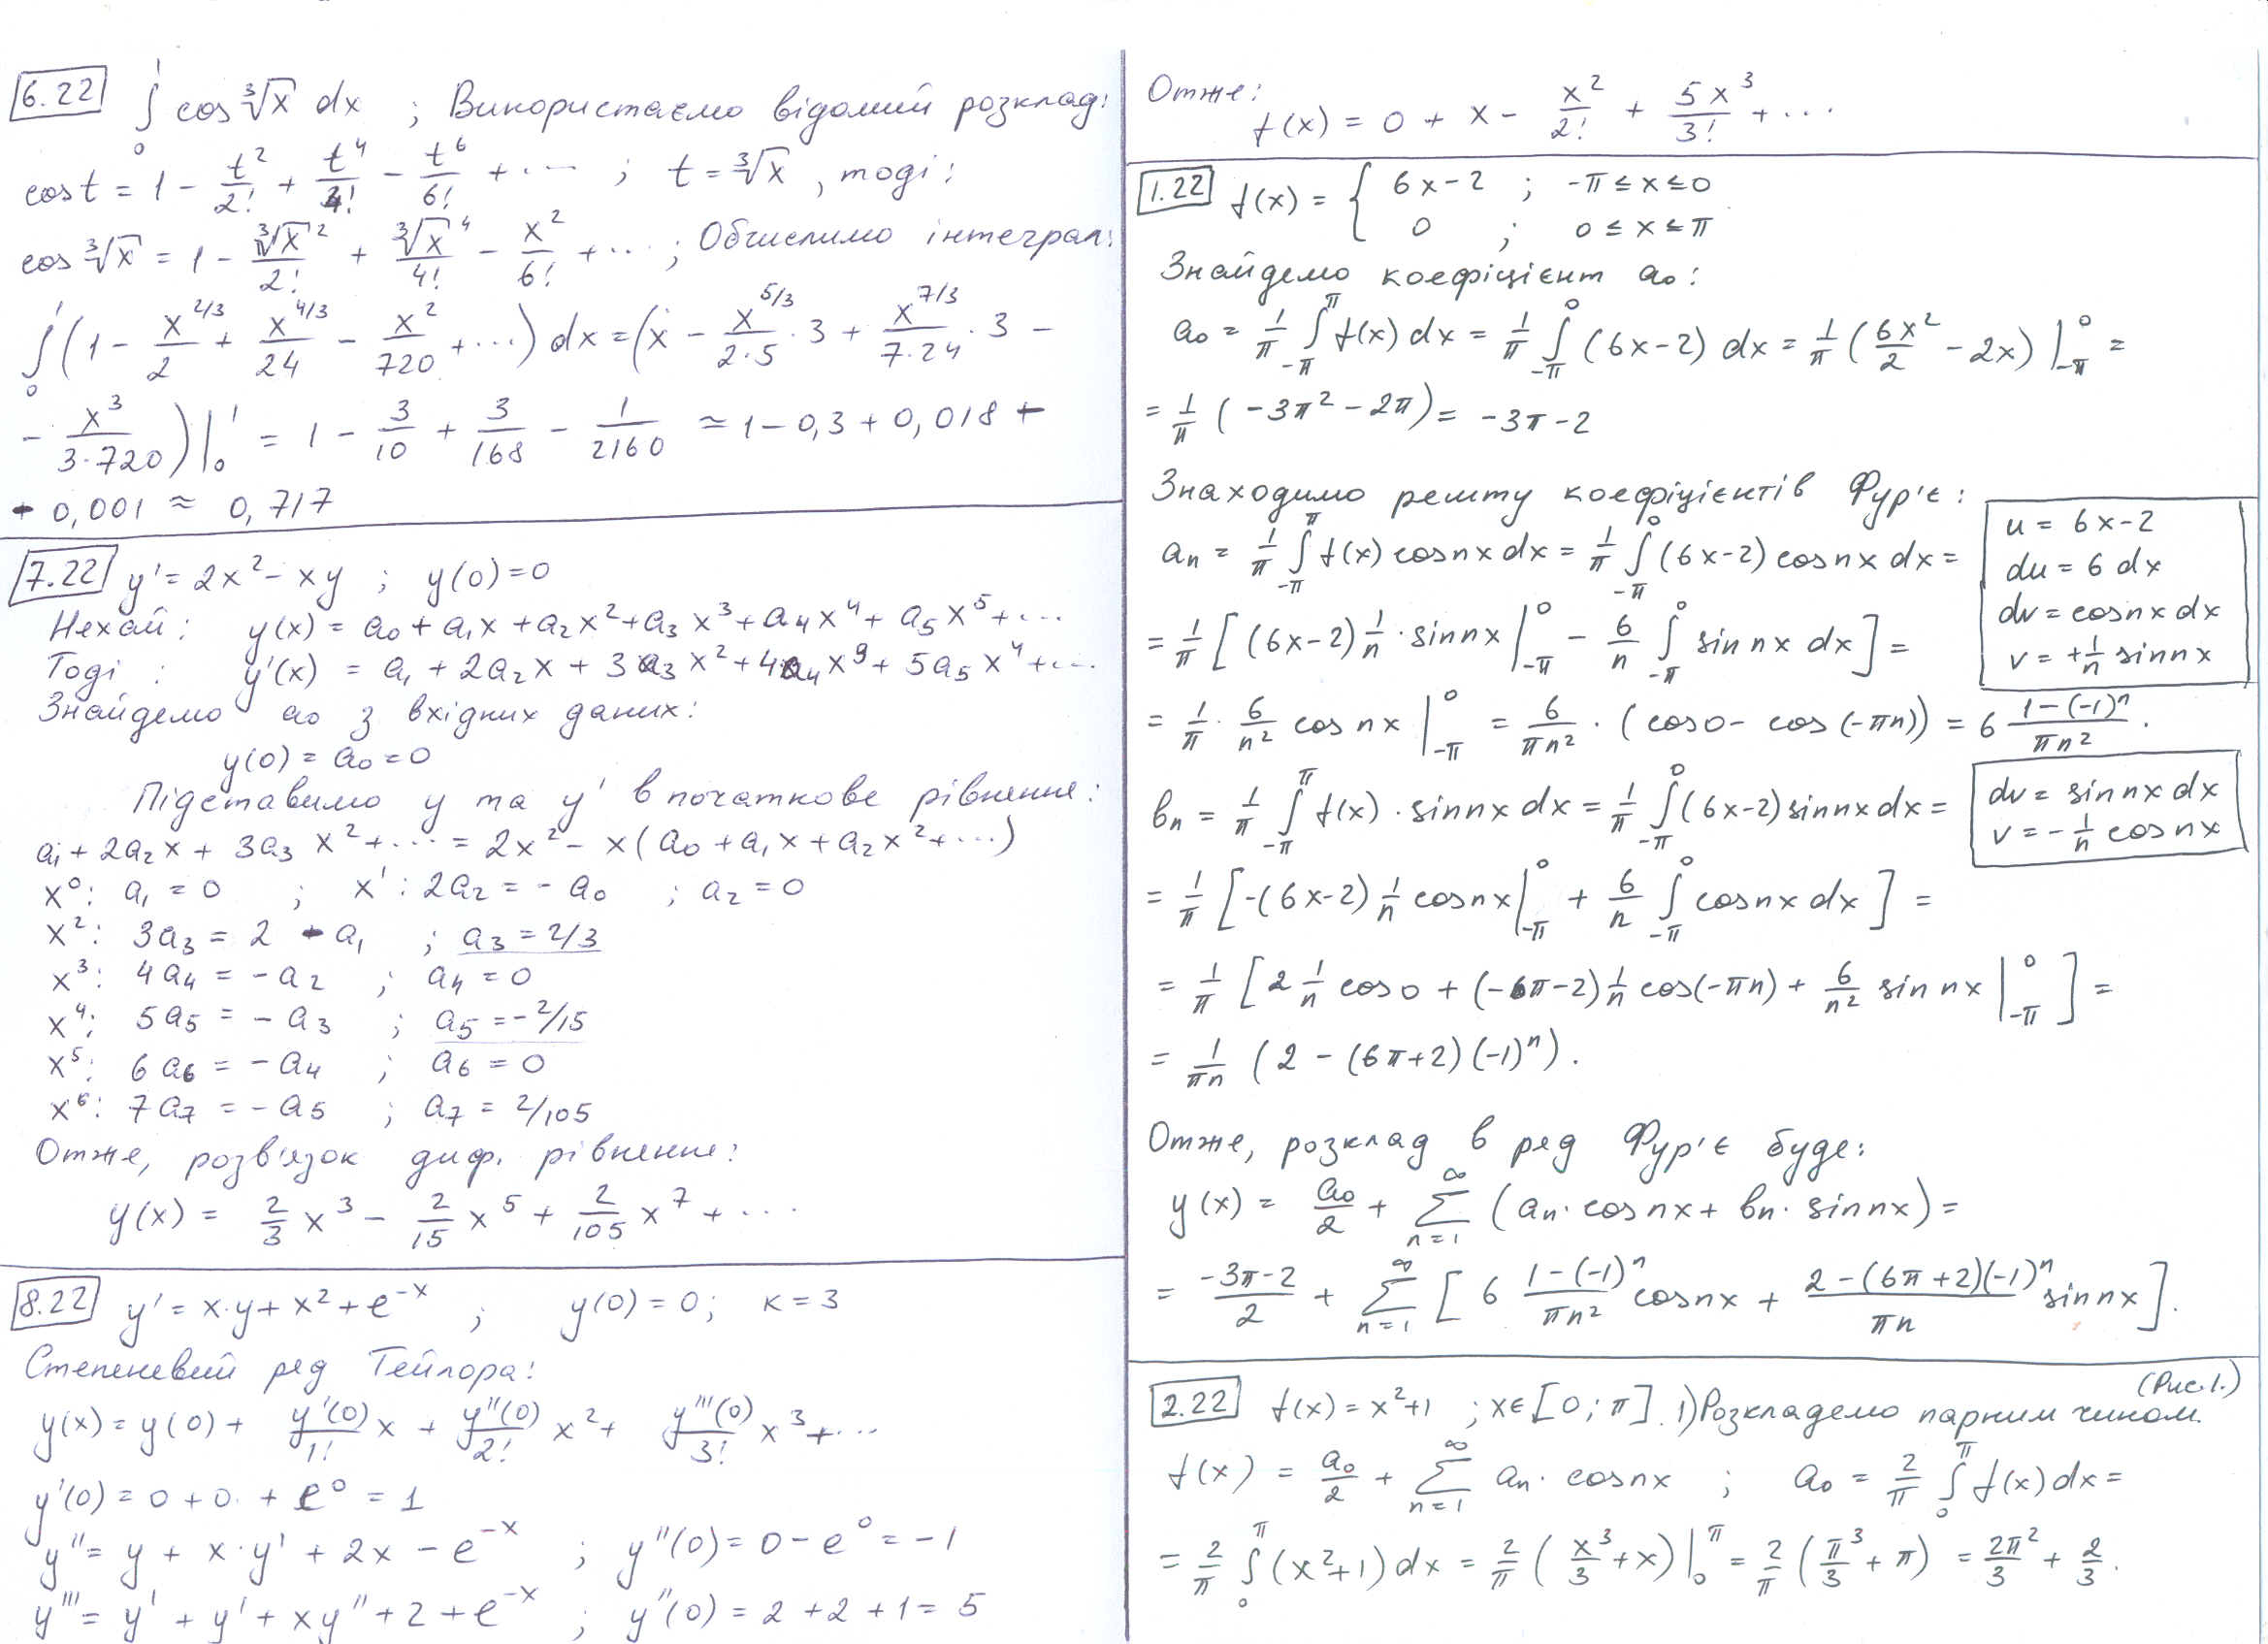 6.22 ∫₀¹ cos ∛x dx ; Використаємо відомий розклад:
cos t = 1 - t²/2! + t⁴/4! - t⁶/6! + ... ; t = ∛x , тоді:
cos ∛x = 1 - ∛x²/2! + ∛x⁴/4! - x²/6! + ... ; Обчислимо інтеграл:
∫₀¹ (1 - x^(2/3)/2 + x^(4/3)/24 - x²/720 + ...) dx = (x - x^(5/3)/(2·5) · 3 + x^(7/3)/(7·24) · 3 -
- x³/(3·720)) |₀¹ = 1 - 3/10 + 3/168 - 1/2160 ≈ 1 - 0,3 + 0,018 -
- 0,001 ≈ 0,717
7.22 y' = 2x² - xy ; y(0) = 0
Нехай: y(x) = a₀ + a₁x + a₂x² + a₃x³ + a₄x⁴ + a₅x⁵ + ...
Тоді : y'(x) = a₁ + 2a₂x + 3a₃x² + 4a₄x³ + 5a₅x⁴ + ...
Знайдемо a₀ з вхідних даних:
y(0) = a₀ = 0
Підставимо y та y' в початкове рівнення:
a₁ + 2a₂x + 3a₃x² + ... = 2x² - x(a₀ + a₁x + a₂x² + ...)
x⁰: a₁ = 0 ; x¹: 2a₂ = -a₀ ; a₂ = 0
x²: 3a₃ = 2 - a₁ ; a₃ = 2/3
x³: 4a₄ = -a₂ ; a₄ = 0
x⁴: 5a₅ = -a₃ ; a₅ = -2/15
x⁵: 6a₆ = -a₄ ; a₆ = 0
x⁶: 7a₇ = -a₅ ; a₇ = 2/105
Отже, розв'язок диф. рівнення:
y(x) = 2/3 x³ - 2/15 x⁵ + 2/105 x⁷ + ...
8.22 y' = x·y + x² + e^(-x) ; y(0) = 0; к = 3
Степеневий ряд Тейлора:
y(x) = y(0) + y'(0)/1! x + y''(0)/2! x² + y'''(0)/3! x³ + ...
y'(0) = 0 + 0 + e⁰ = 1
y'' = y + x·y' + 2x - e^(-x) ; y''(0) = 0 - e⁰ = -1
y''' = y' + y' + xy'' + 2 + e^(-x) ; y''(0) = 2 + 2 + 1 = 5
Отже:
f(x) = 0 + x - x²/2! + 5x³/3! + ...
1.22 f(x) = { 6x-2 ; -π ≤ x ≤ 0
0 ; 0 ≤ x ≤ π
Знайдемо коефіцієнт a₀:
a₀ = 1/π ∫_(-π)^π f(x) dx = 1/π ∫_(-π)^0 (6x-2) dx = 1/π (6x²/2 - 2x) |_(-π)^0 =
= 1/π (-3π² - 2π) = -3π - 2
Знаходимо решту коефіцієнтів Фур'є:
aₙ = 1/π ∫_(-π)^π f(x) cos nx dx = 1/π ∫_(-π)^0 (6x-2) cos nx dx =
u = 6x-2
du = 6 dx
dv = cos nx dx
v = +1/n sin nx
= 1/π [(6x-2) 1/n · sin nx |_(-π)^0 - 6/n ∫_(-π)^0 sin nx dx] =
= 1/π · 6/n² cos nx |_(-π)^0 = 6/(πn²) · (cos 0 - cos(-πn)) = 6 (1-(-1)ⁿ)/(πn²).
bₙ = 1/π ∫_(-π)^π f(x) · sin nx dx = 1/π ∫_(-π)^0 (6x-2) sin nx dx =
dv = sin nx dx
v = -1/n cos nx
= 1/π [-(6x-2) 1/n cos nx |_(-π)^0 + 6/n ∫_(-π)^0 cos nx dx] =
= 1/π [2 1/n cos 0 + (-6π-2) 1/n cos(-πn) + 6/n² sin nx |_(-π)^0] =
= 1/(πn) (2 - (6π+2)(-1)ⁿ).
Отже, розклад в ряд Фур'є буде:
y(x) = a₀/2 + Σ_(n=1)^∞ (aₙ · cos nx + bₙ · sin nx) =
= (-3π-2)/2 + Σ_(n=1)^∞ [6 (1-(-1)ⁿ)/(πn²) cos nx + (2-(6π+2)(-1)ⁿ)/(πn) sin nx].
(Рис.1.)
2.22 f(x) = x²+1 ; x∈[0; π]. 1) Розкладемо парним чином.
f(x) = a₀/2 + Σ_(n=1)^∞ aₙ · cos nx ; a₀ = 2/π ∫₀^π f(x) dx =
= 2/π ∫₀^π (x²+1) dx = 2/π (x³/3 + x) |₀^π = 2/π (π³/3 + π) = 2π²/3 + 2/3.